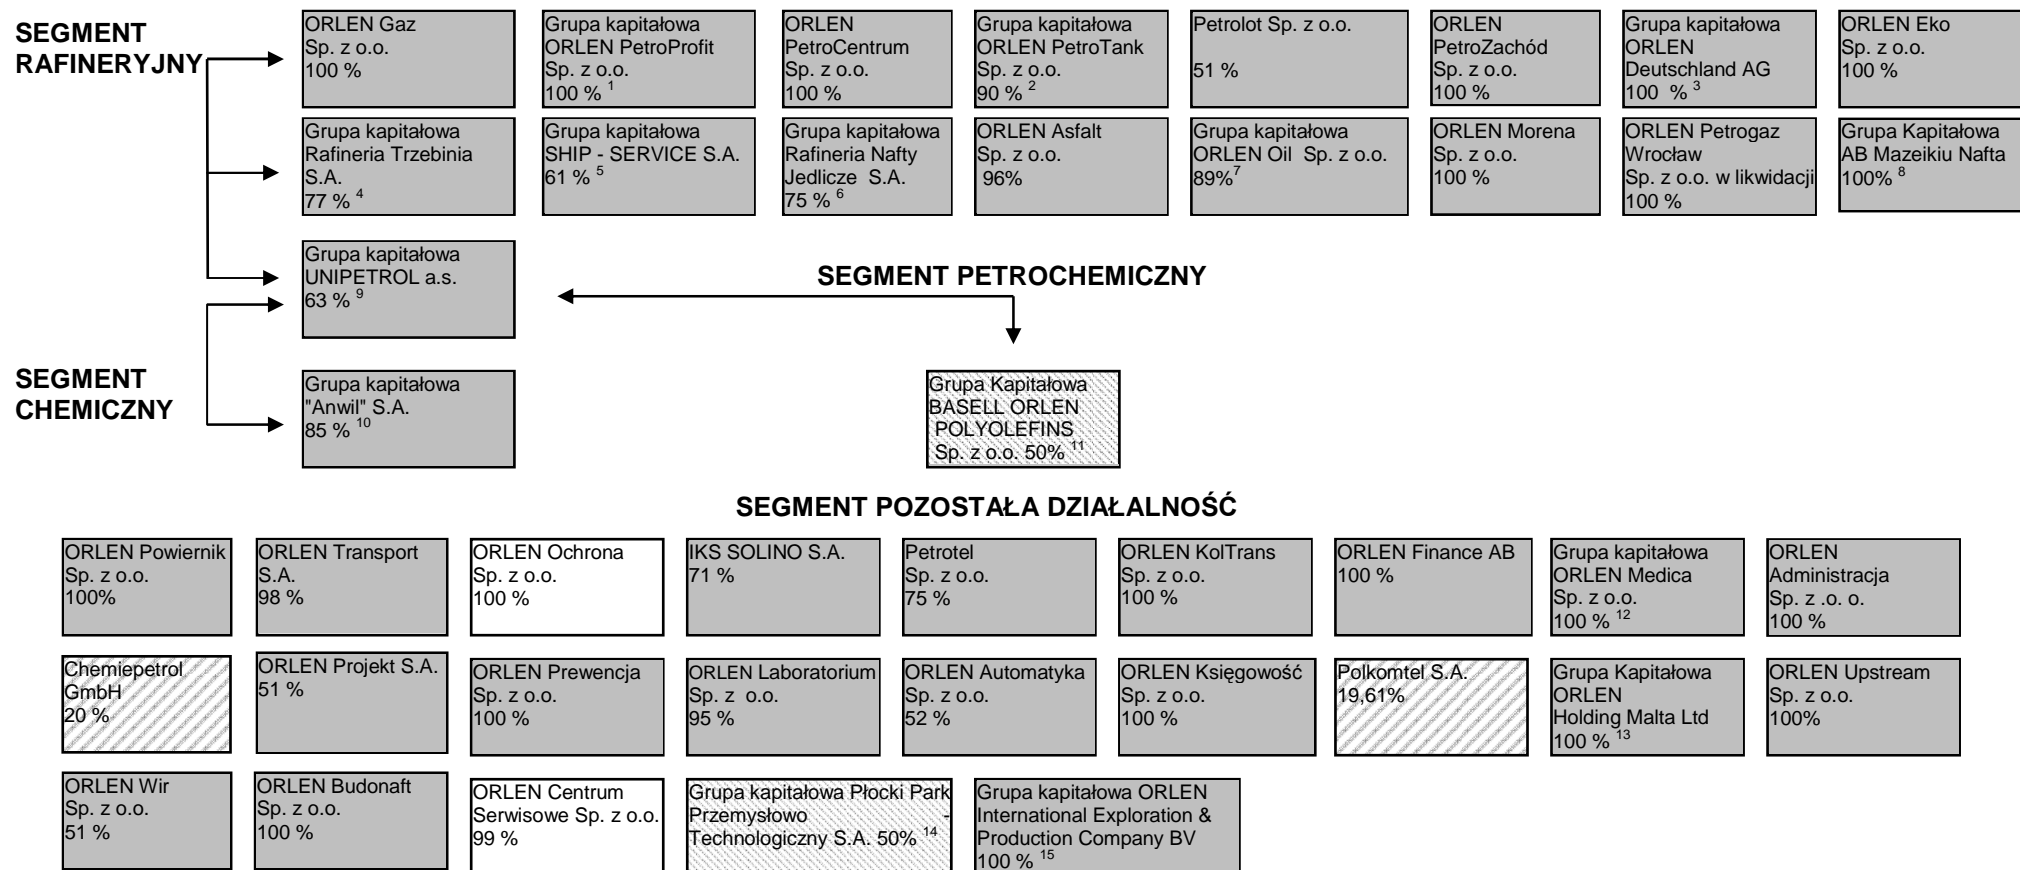 SEGMENT
RAFINERYJNY
ORLEN Gaz
Sp. z o.o.
100 %
Grupa kapitałowa
ORLEN PetroProfit
Sp. z o.o.
100 % 1
ORLEN
PetroCentrum
Sp. z o.o.
100 %
Grupa kapitałowa
ORLEN PetroTank
Sp. z o.o.
90 % 2
Petrolot Sp. z o.o.
51 %
ORLEN
PetroZachód
Sp. z o.o.
100 %
Grupa kapitałowa
ORLEN
Deutschland AG
100 % 3
ORLEN Eko
Sp. z o.o.
100 %
Grupa kapitałowa
Rafineria Trzebinia
S.A.
77 % 4
Grupa kapitałowa
SHIP - SERVICE S.A.
61 % 5
Grupa kapitałowa
Rafineria Nafty
Jedlicze S.A.
75 % 6
ORLEN Asfalt
Sp. z o.o.
96%
Grupa kapitałowa
ORLEN Oil Sp. z o.o.
89% 7
ORLEN Morena
Sp. z o.o.
100 %
ORLEN Petrogaz
Wrocław
Sp. z o.o. w likwidacji
100 %
Grupa Kapitałowa
AB Mazeikiu Nafta
100% 8
Grupa kapitałowa
UNIPETROL a.s.
63 % 9
SEGMENT PETROCHEMICZNY
SEGMENT
CHEMICZNY
Grupa kapitałowa
"Anwil" S.A.
85 % 10
Grupa Kapitałowa
BASELL ORLEN
POLYOLEFINS
Sp. z o.o. 50% 11
SEGMENT POZOSTAŁA DZIAŁALNOŚĆ
ORLEN Powiernik
Sp. z o.o.
100%
ORLEN Transport
S.A.
98 %
ORLEN Ochrona
Sp. z o.o.
100 %
IKS SOLINO S.A.
71 %
Petrotel
Sp. z o.o.
75 %
ORLEN KolTrans
Sp. z o.o.
100 %
ORLEN Finance AB
100 %
Grupa kapitałowa
ORLEN Medica
Sp. z o.o.
100 % 12
ORLEN
Administracja
Sp. z .o. o.
100 %
Chemiepetrol
GmbH
20 %
ORLEN Projekt S.A.
51 %
ORLEN Prewencja
Sp. z o.o.
100 %
ORLEN Laboratorium
Sp. z o.o.
95 %
ORLEN Automatyka
Sp. z o.o.
52 %
ORLEN Księgowość
Sp. z o.o.
100 %
Polkomtel S.A.
19,61%
Grupa Kapitałowa
ORLEN
Holding Malta Ltd
100 % 13
ORLEN Upstream
Sp. z o.o.
100%
ORLEN Wir
Sp. z o.o.
51 %
ORLEN Budonaft
Sp. z o.o.
100 %
ORLEN Centrum
Serwisowe Sp. z o.o.
99 %
Grupa kapitałowa Płocki Park
Przemysłowo -
Technologiczny S.A. 50% 14
Grupa kapitałowa ORLEN
International Exploration &
Production Company BV
100 % 15